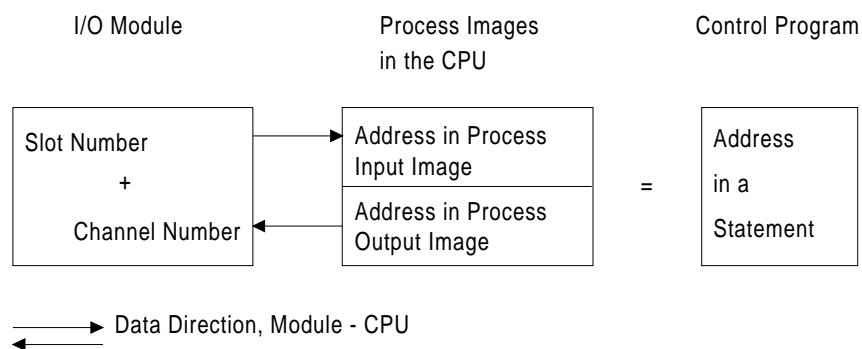 I/O Module
Process Images
in the CPU
Control Program
Slot Number
+
Channel Number
Address in Process
Input Image
Address in Process
Output Image
=
Address
in a
Statement
Data Direction, Module - CPU